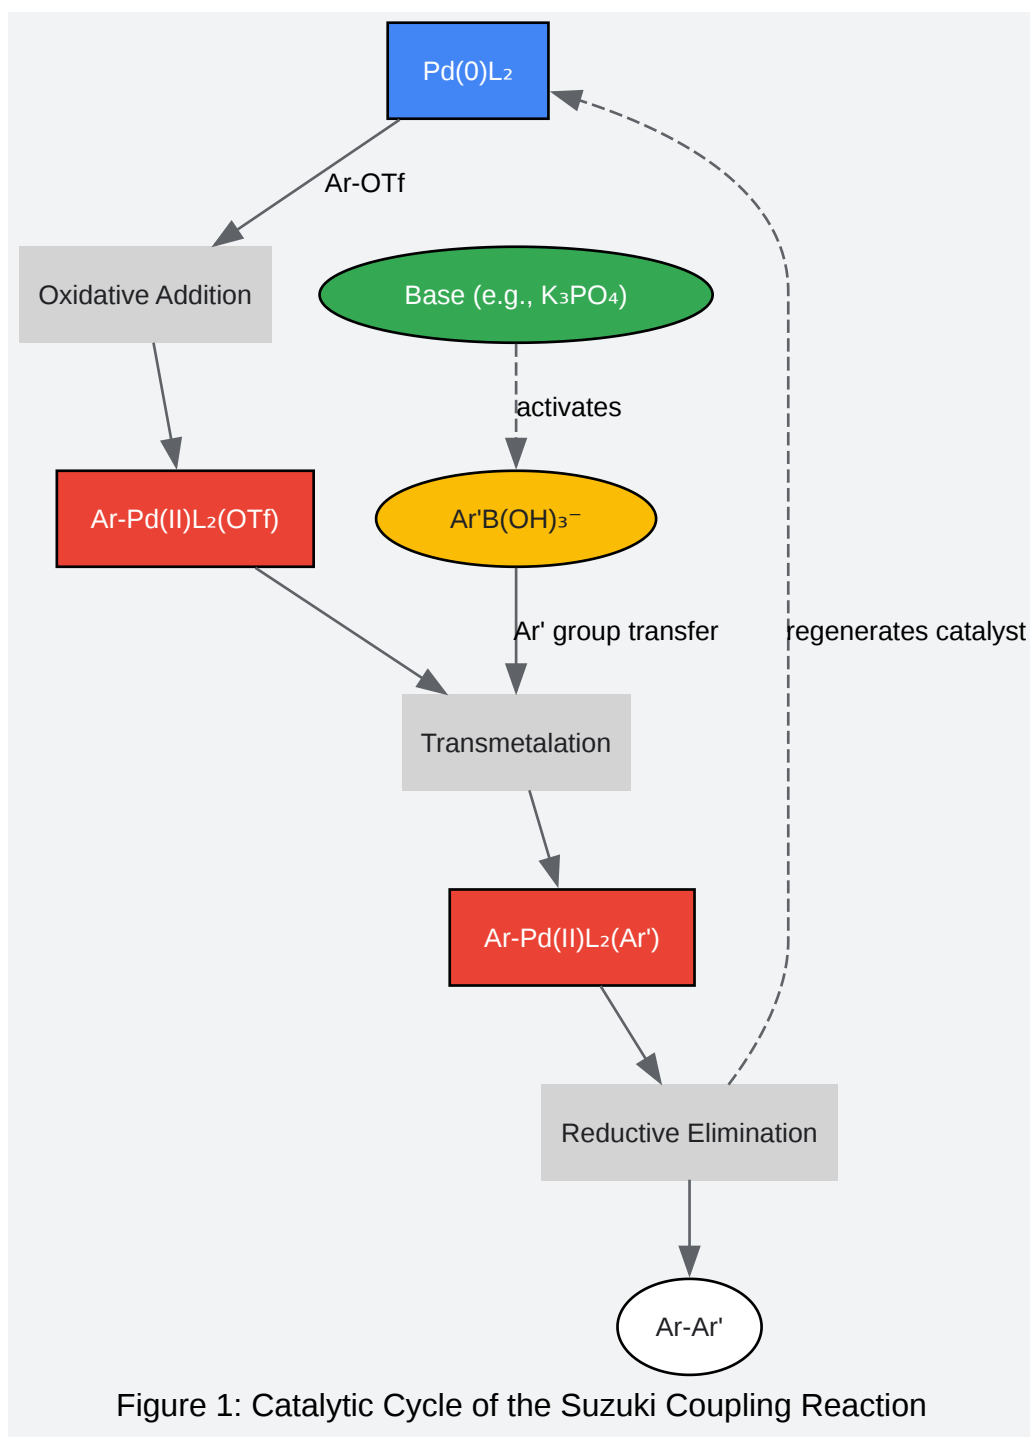 Pd(0)L₂
Ar-OTf
Oxidative Addition
Base (e.g., K₃PO₄)
activates
Ar-Pd(II)L₂(OTf)
Ar'B(OH)₃⁻
Ar' group transfer
regenerates catalyst
Transmetalation
Ar-Pd(II)L₂(Ar')
Reductive Elimination
Ar-Ar'
Figure 1: Catalytic Cycle of the Suzuki Coupling Reaction